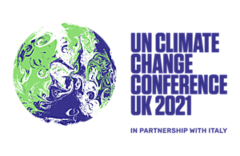 UN CLIMATE
CHANGE
CONFERENCE
UK 2021
IN PARTNERSHIP WITH ITALY